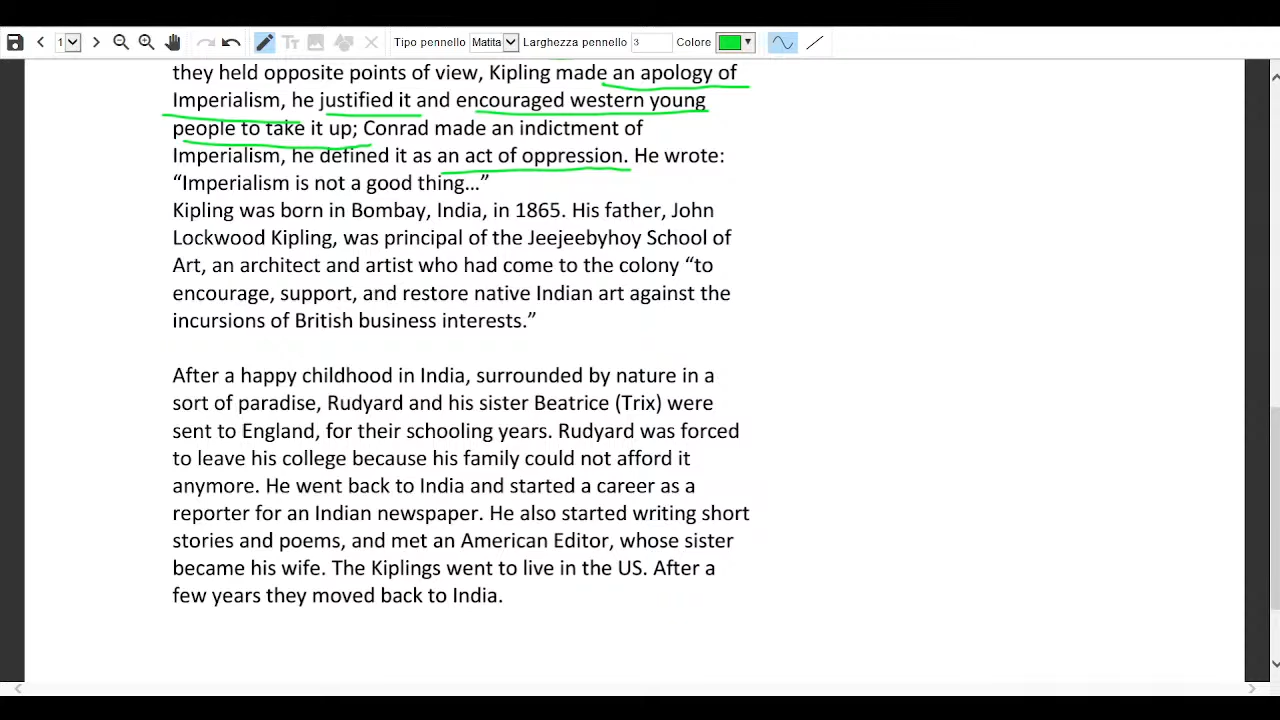 1 Tipo pennello Matita Larghezza pennello 3 Colore
they held opposite points of view, Kipling made an apology of
Imperialism, he justified it and encouraged western young
people to take it up; Conrad made an indictment of
Imperialism, he defined it as an act of oppression. He wrote:
“Imperialism is not a good thing…”
Kipling was born in Bombay, India, in 1865. His father, John
Lockwood Kipling, was principal of the Jeejeebyhoy School of
Art, an architect and artist who had come to the colony “to
encourage, support, and restore native Indian art against the
incursions of British business interests.”
After a happy childhood in India, surrounded by nature in a
sort of paradise, Rudyard and his sister Beatrice (Trix) were
sent to England, for their schooling years. Rudyard was forced
to leave his college because his family could not afford it
anymore. He went back to India and started a career as a
reporter for an Indian newspaper. He also started writing short
stories and poems, and met an American Editor, whose sister
became his wife. The Kiplings went to live in the US. After a
few years they moved back to India.